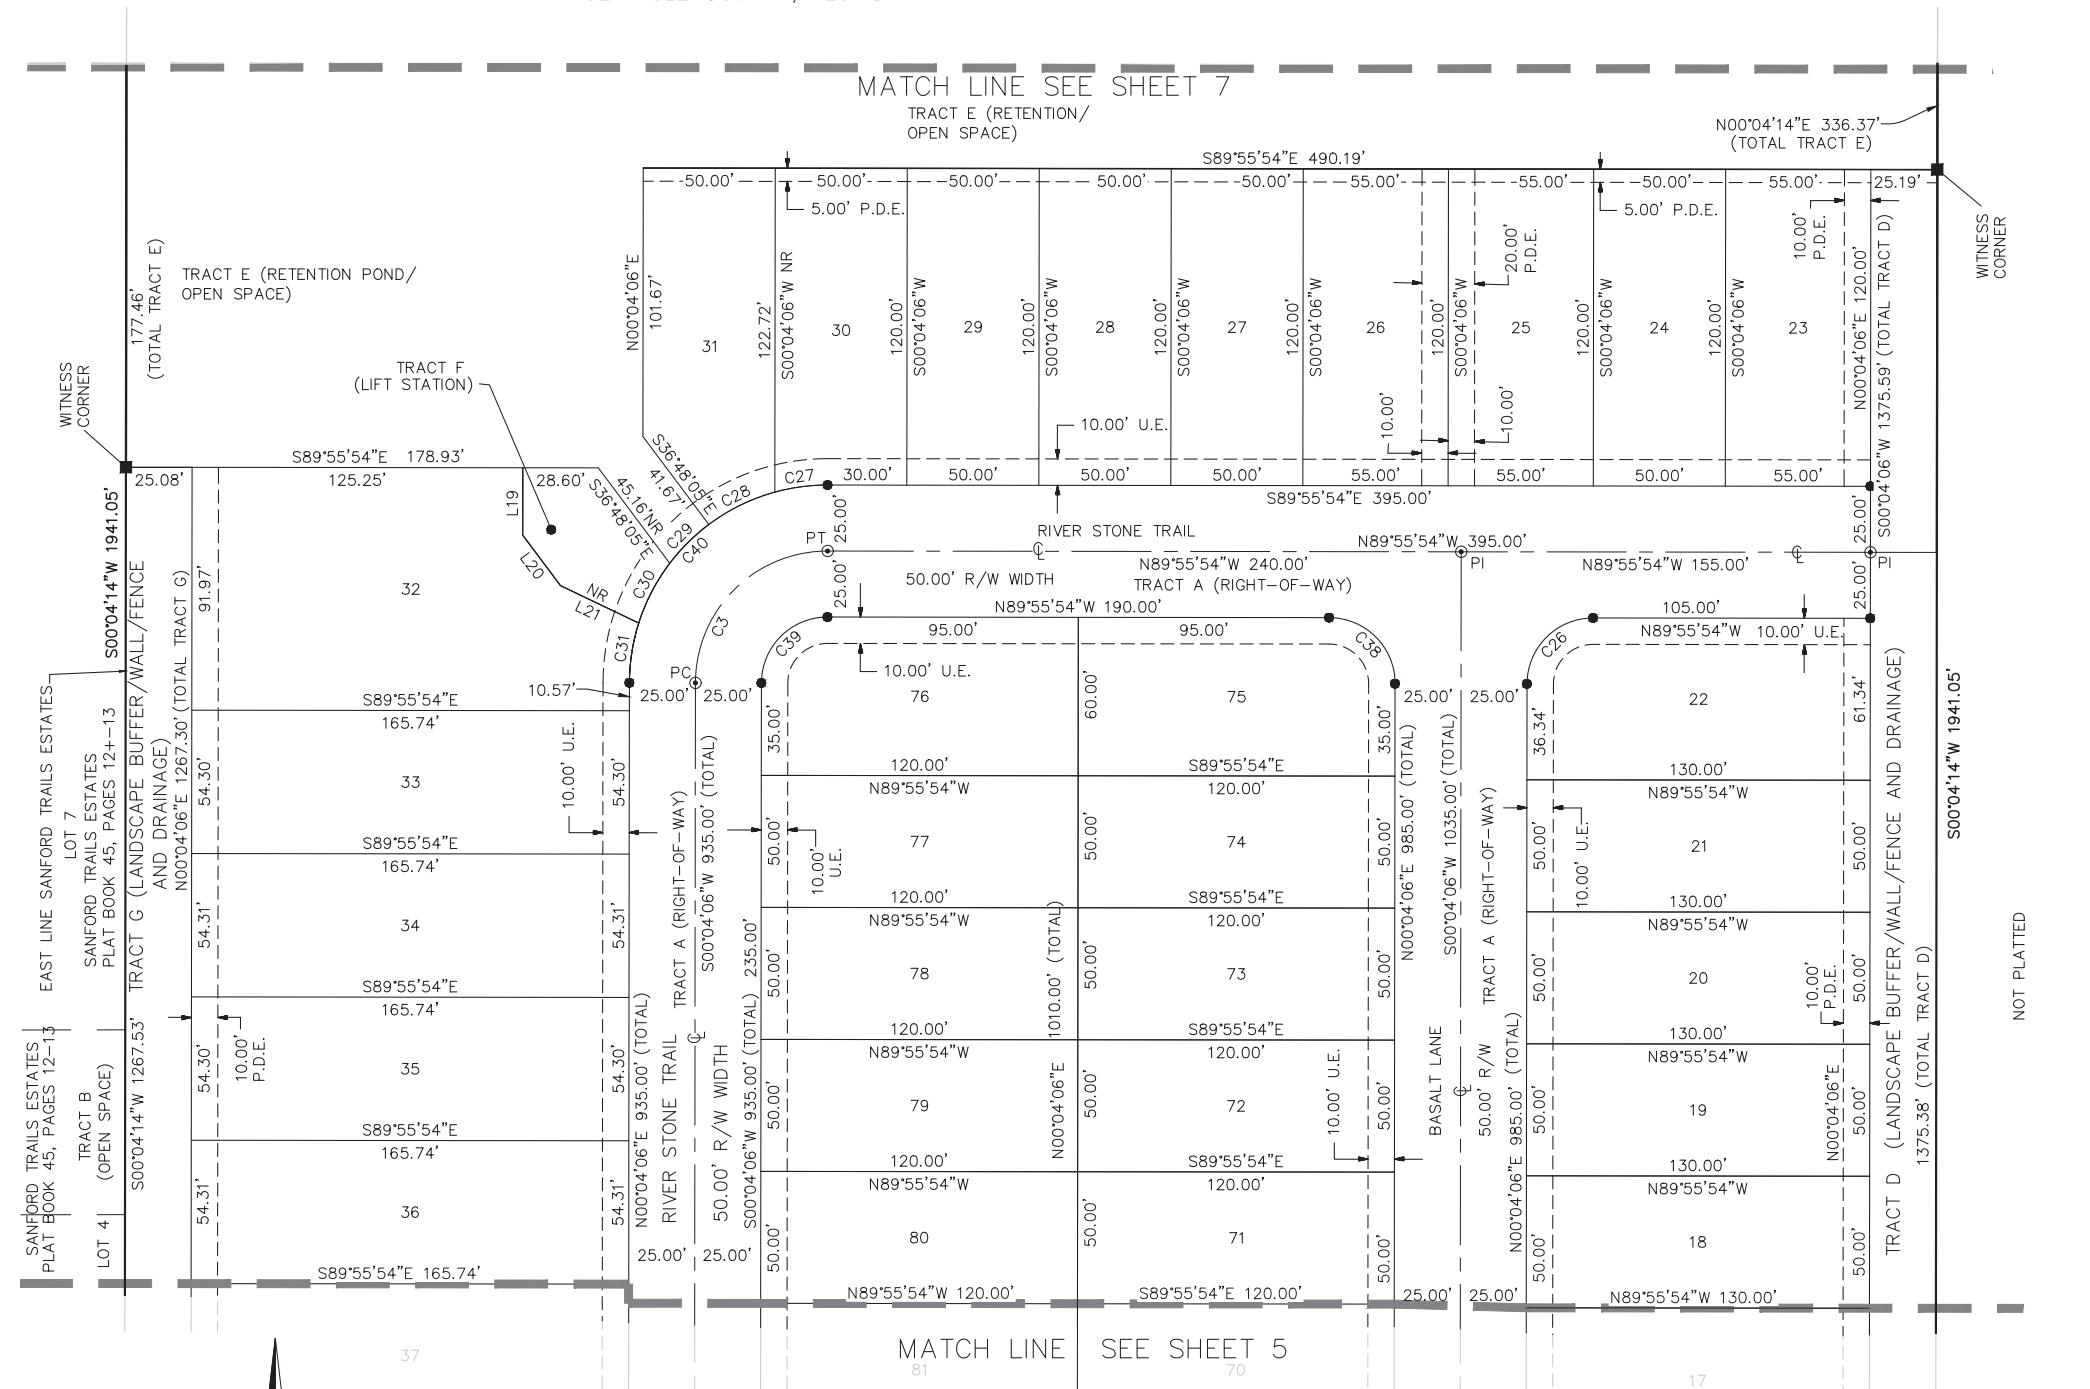 MATCH LINE SEE SHEET 7
TRACT E (RETENTION/
OPEN SPACE)
N00°04'14"E 336.37'
(TOTAL TRACT E)
S89°55'54"E 490.19'
50.00'
50.00'
50.00'
50.00'
50.00'
55.00'
55.00'
50.00'
55.00'
25.19'
5.00' P.D.E.
5.00' P.D.E.
10.00'
P.D.E.
20.00'
P.D.E.
WITNESS
CORNER
177.46'
(TOTAL TRACT E)
TRACT E (RETENTION POND/
OPEN SPACE)
N00°04'06"E
101.67'
31
122.72'
S00°04'06"W NR
30
120.00'
S00°04'06"W
29
120.00'
S00°04'06"W
28
120.00'
S00°04'06"W
27
120.00'
S00°04'06"W
26
120.00'
S00°04'06"W
25
120.00'
S00°04'06"W
24
120.00'
S00°04'06"W
23
N00°04'06"E 120.00'
S00°04'06"W 1375.59' (TOTAL TRACT D)
TRACT F
(LIFT STATION)
WITNESS
CORNER
10.00'
10.00'
10.00' U.E.
S89°55'54"E 178.93'
25.08'
125.25'
28.60'
L19
L20
L21
NR
S36°48'05"E
41.67'
45.16'NR
S36°48'05"E
C27
C28
C29
C40
C30
C31
30.00'
50.00'
50.00'
50.00'
55.00'
55.00'
50.00'
55.00'
S89°55'54"E 395.00'
RIVER STONE TRAIL
PT
25.00'
25.00'
N89°55'54"W 395.00'
N89°55'54"W 240.00'
PI
N89°55'54"W 155.00'
PI
25.00'
25.00'
50.00' R/W WIDTH
TRACT A (RIGHT-OF-WAY)
N89°55'54"W 190.00'
95.00'
95.00'
105.00'
N89°55'54"W
10.00' U.E.
10.00' U.E.
C3
C39
C38
C26
PC
10.57'
25.00'
25.00'
25.00'
25.00'
S00°04'14"W 1941.05'
TRACT G (LANDSCAPE BUFFER/WALL/FENCE
AND DRAINAGE)
N00°04'06"E 1267.30' (TOTAL TRACT G)
EAST LINE SANFORD TRAILS ESTATES
LOT 7
SANFORD TRAILS ESTATES
PLAT BOOK 45, PAGES 12+-13
SANFORD TRAILS ESTATES
PLAT BOOK 45, PAGES 12-13
TRACT B
(OPEN SPACE)
LOT 4
S00°04'14"W 1267.53'
91.97'
32
S89°55'54"E
165.74'
54.30'
33
54.30'
S89°55'54"E
165.74'
54.31'
34
54.31'
S89°55'54"E
165.74'
54.30'
35
54.30'
S89°55'54"E
165.74'
54.31'
36
54.31'
S89°55'54"E 165.74'
10.00'
P.D.E.
10.00' U.E.
N00°04'06"E 935.00' (TOTAL)
RIVER STONE TRAIL
TRACT A (RIGHT-OF-WAY)
S00°04'06"W 935.00' (TOTAL)
50.00' R/W WIDTH
S00°04'06"W 935.00' (TOTAL)
235.00'
25.00'
25.00'
35.00'
76
60.00'
75
35.00'
120.00'
N89°55'54"W
S89°55'54"E
120.00'
50.00'
77
50.00'
74
50.00'
10.00'
U.E.
120.00'
N89°55'54"W
S89°55'54"E
120.00'
50.00'
78
50.00'
73
50.00'
1010.00' (TOTAL)
N00°04'06"E
120.00'
N89°55'54"W
S89°55'54"E
120.00'
50.00'
79
50.00'
72
50.00'
10.00' U.E.
120.00'
N89°55'54"W
S89°55'54"E
120.00'
50.00'
80
50.00'
71
50.00'
N89°55'54"W 120.00'
S89°55'54"E 120.00'
N00°04'06"E 985.00' (TOTAL)
S00°04'06"W 1035.00' (TOTAL)
BASALT LANE
TRACT A (RIGHT-OF-WAY)
50.00' R/W
N00°04'06"E 985.00' (TOTAL)
25.00'
25.00'
36.34'
22
61.34'
130.00'
N89°55'54"W
50.00'
21
50.00'
10.00' U.E.
130.00'
N89°55'54"W
50.00'
20
50.00'
10.00'
P.D.E.
130.00'
N89°55'54"W
50.00'
19
50.00'
N00°04'06"E
130.00'
N89°55'54"W
50.00'
18
50.00'
N89°55'54"W 130.00'
TRACT D (LANDSCAPE BUFFER/WALL/FENCE AND DRAINAGE)
1375.38' (TOTAL TRACT D)
S00°04'14"W 1941.05'
NOT PLATTED
MATCH LINE SEE SHEET 5
37
81
70
17